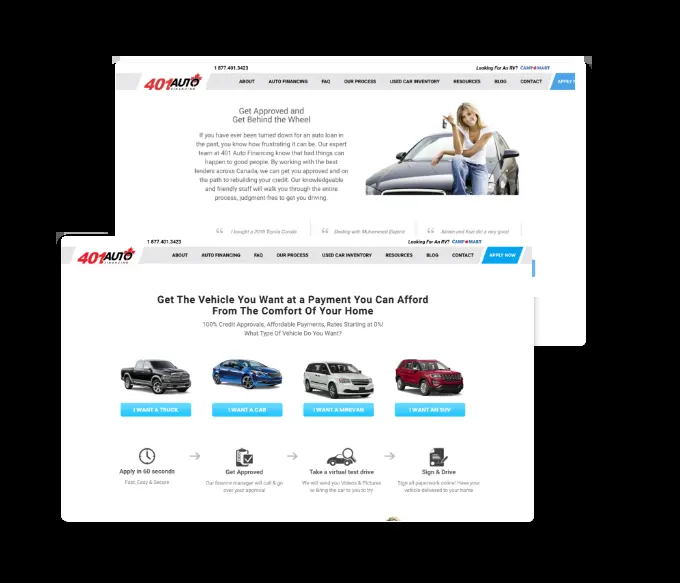 1 877.401.3423
Looking For An RV? CAMP MART
401 AUTO FINANCING
ABOUT AUTO FINANCING FAQ OUR PROCESS USED CAR INVENTORY RESOURCES BLOG CONTACT APPLY
Get Approved and
Get Behind the Wheel
If you have ever been turned down for an auto loan in
the past, you know how frustrating it can be. Our expert
team at 401 Auto Financing know that bad things can
happen to good people. By working with the best
lenders across Canada, we can get you approved and on
the path to rebuilding your credit. Our knowledgeable
and friendly staff will walk you through the entire
process, judgment-free to get you driving.
I bought a 2018 Toyota Corolla
Dealing with Muhammed
did a very good
1 877.401.3423
Looking For An RV? CAMP MART
401 AUTO FINANCING
ABOUT AUTO FINANCING FAQ OUR PROCESS USED CAR INVENTORY RESOURCES BLOG CONTACT APPLY NOW
Get The Vehicle You Want at a Payment You Can Afford
From The Comfort Of Your Home
100% Credit Approvals, Affordable Payments, Rates Starting at 0%!
What Type Of Vehicle Do You Want?
I WANT A TRUCK I WANT A CAR I WANT A MINIVAN I WANT AN SUV
Apply in 60 seconds
Fast, Easy & Secure
Get Approved
Our finance manager will call & go
over your approval
Take a virtual test drive
We will send you Videos & Pictures
or bring the car to you to try
Sign & Drive
Sign all paperwork online! Have your
vehicle delivered to your home